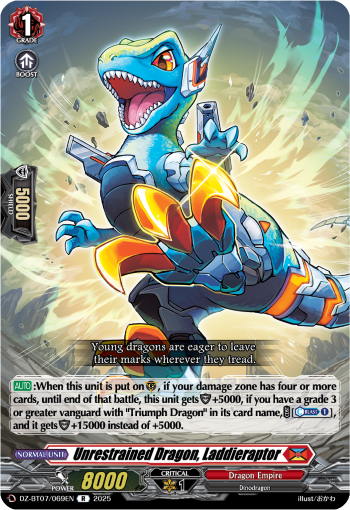 1
GRADE
BOOST
5000
SHIELD
Young dragons are eager to leave
their marks wherever they tread.
AUTO:When this unit is put on GC, if your damage zone has four or more
cards, until end of that battle, this unit gets +5000, if you have a grade 3
or greater vanguard with "Triumph Dragon" in its card name, COUNTER BLAST 1,
and it gets +15000 instead of +5000.
NORMAL UNIT Unrestrained Dragon, Laddieraptor
POWER 8000 CRITICAL 1 Dragon Empire
Dinodragon
D-BT07/069EN R 2025 illust/おかわ